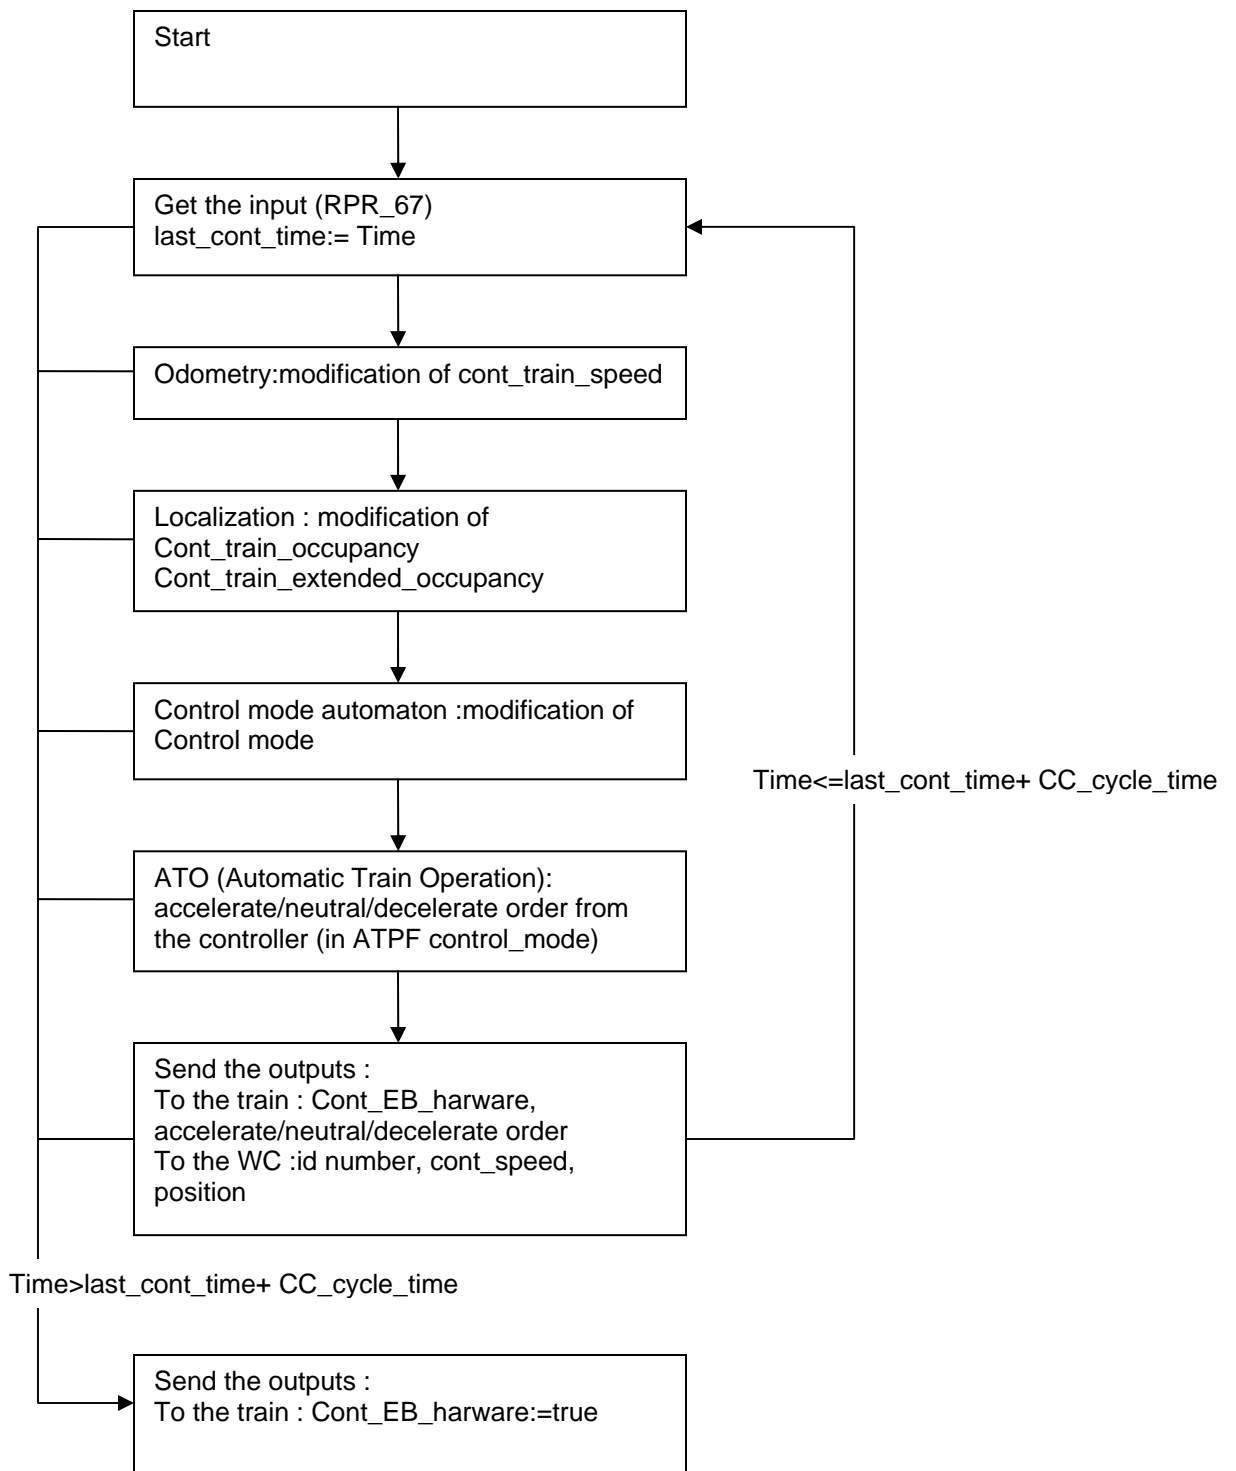 Start
Get the input (RPR_67)
last_cont_time:= Time
Odometry:modification of cont_train_speed
Localization : modification of
Cont_train_occupancy
Cont_train_extended_occupancy
Control mode automaton :modification of
Control mode
Time<=last_cont_time+ CC_cycle_time
ATO (Automatic Train Operation):
accelerate/neutral/decelerate order from
the controller (in ATPF control_mode)
Send the outputs :
To the train : Cont_EB_harware,
accelerate/neutral/decelerate order
To the WC :id number, cont_speed,
position
Time>last_cont_time+ CC_cycle_time
Send the outputs :
To the train : Cont_EB_harware:=true